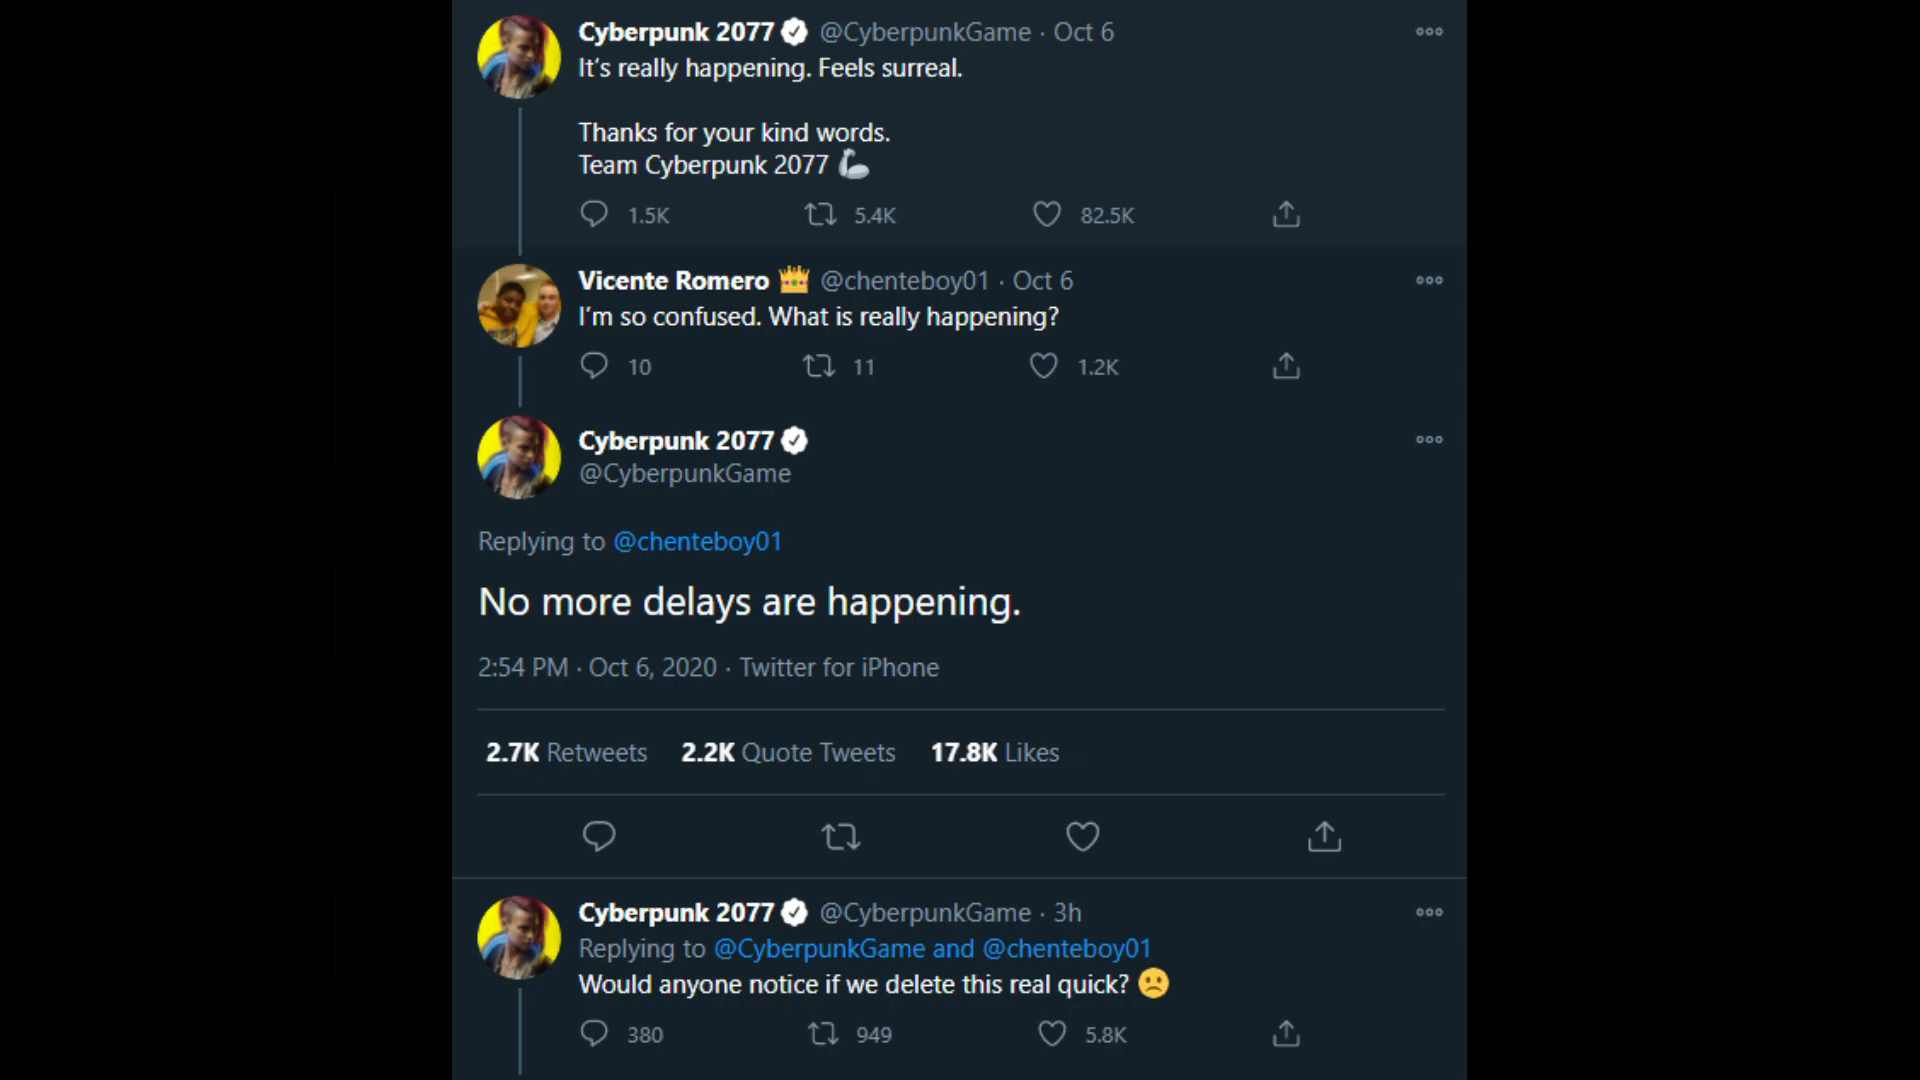 Cyberpunk 2077 @CyberpunkGame · Oct 6
It's really happening. Feels surreal.
Thanks for your kind words.
Team Cyberpunk 2077 🦾
1.5K 5.4K 82.5K
Vicente Romero 👑 @chenteboy01 · Oct 6
I'm so confused. What is really happening?
10 11 1.2K
Cyberpunk 2077
@CyberpunkGame
Replying to @chenteboy01
No more delays are happening.
2:54 PM · Oct 6, 2020 · Twitter for iPhone
2.7K Retweets 2.2K Quote Tweets 17.8K Likes
Cyberpunk 2077 @CyberpunkGame · 3h
Replying to @CyberpunkGame and @chenteboy01
Would anyone notice if we delete this real quick? 🙁
380 949 5.8K